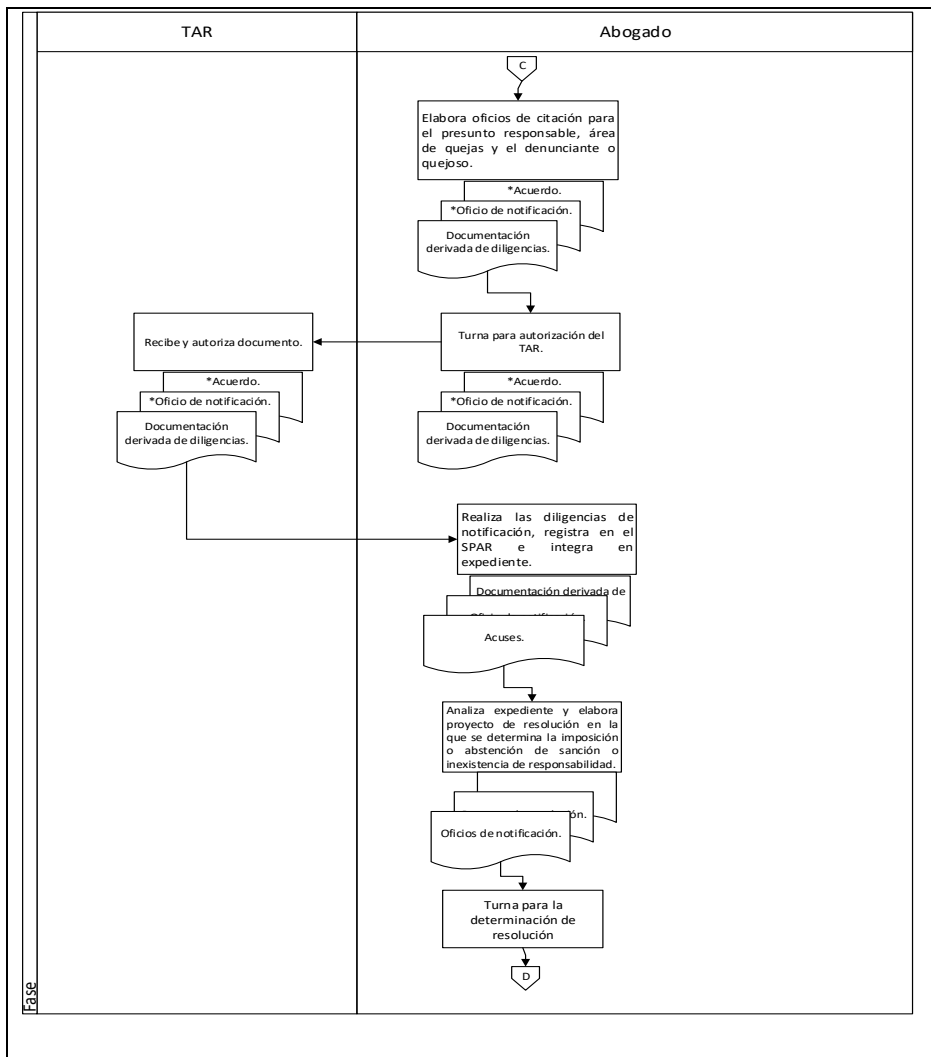 TAR
Abogado
C
Elabora oficios de citación para
el presunto responsable, área
de quejas y el denunciante o
quejoso.
*Acuerdo.
*Oficio de notificación.
Documentación
derivada de diligencias.
Recibe y autoriza documento.
Turna para autorización del
TAR.
*Acuerdo.
*Oficio de notificación.
Documentación
derivada de diligencias.
*Acuerdo.
*Oficio de notificación.
Documentación
derivada de diligencias.
Realiza las diligencias de
notificación, registra en el
SPAR e integra en
expediente.
Documentación derivada de
Acuses.
Analiza expediente y elabora
proyecto de resolución en la
que se determina la imposición
o abstención de sanción o
inexistencia de responsabilidad.
Oficios de notificación.
Turna para la
determinación de
resolución
D
Fase